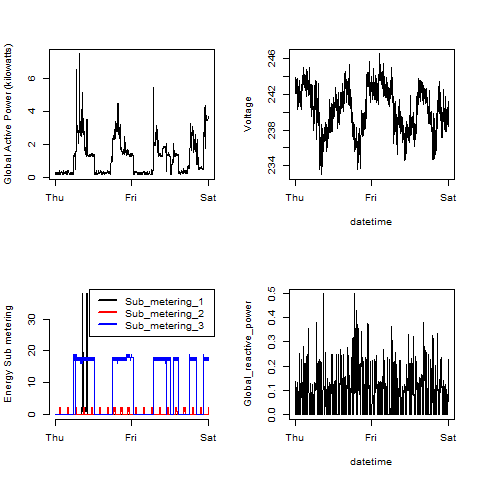 Global Active Power (kilowatts)
0 2 4 6
Thu Fri Sat
Voltage
234 238 242 246
Thu Fri Sat
datetime
Energy Sub metering
0 10 20 30
Sub_metering_1
Sub_metering_2
Sub_metering_3
Thu Fri Sat
Global_reactive_power
0.0 0.1 0.2 0.3 0.4 0.5
Thu Fri Sat
datetime